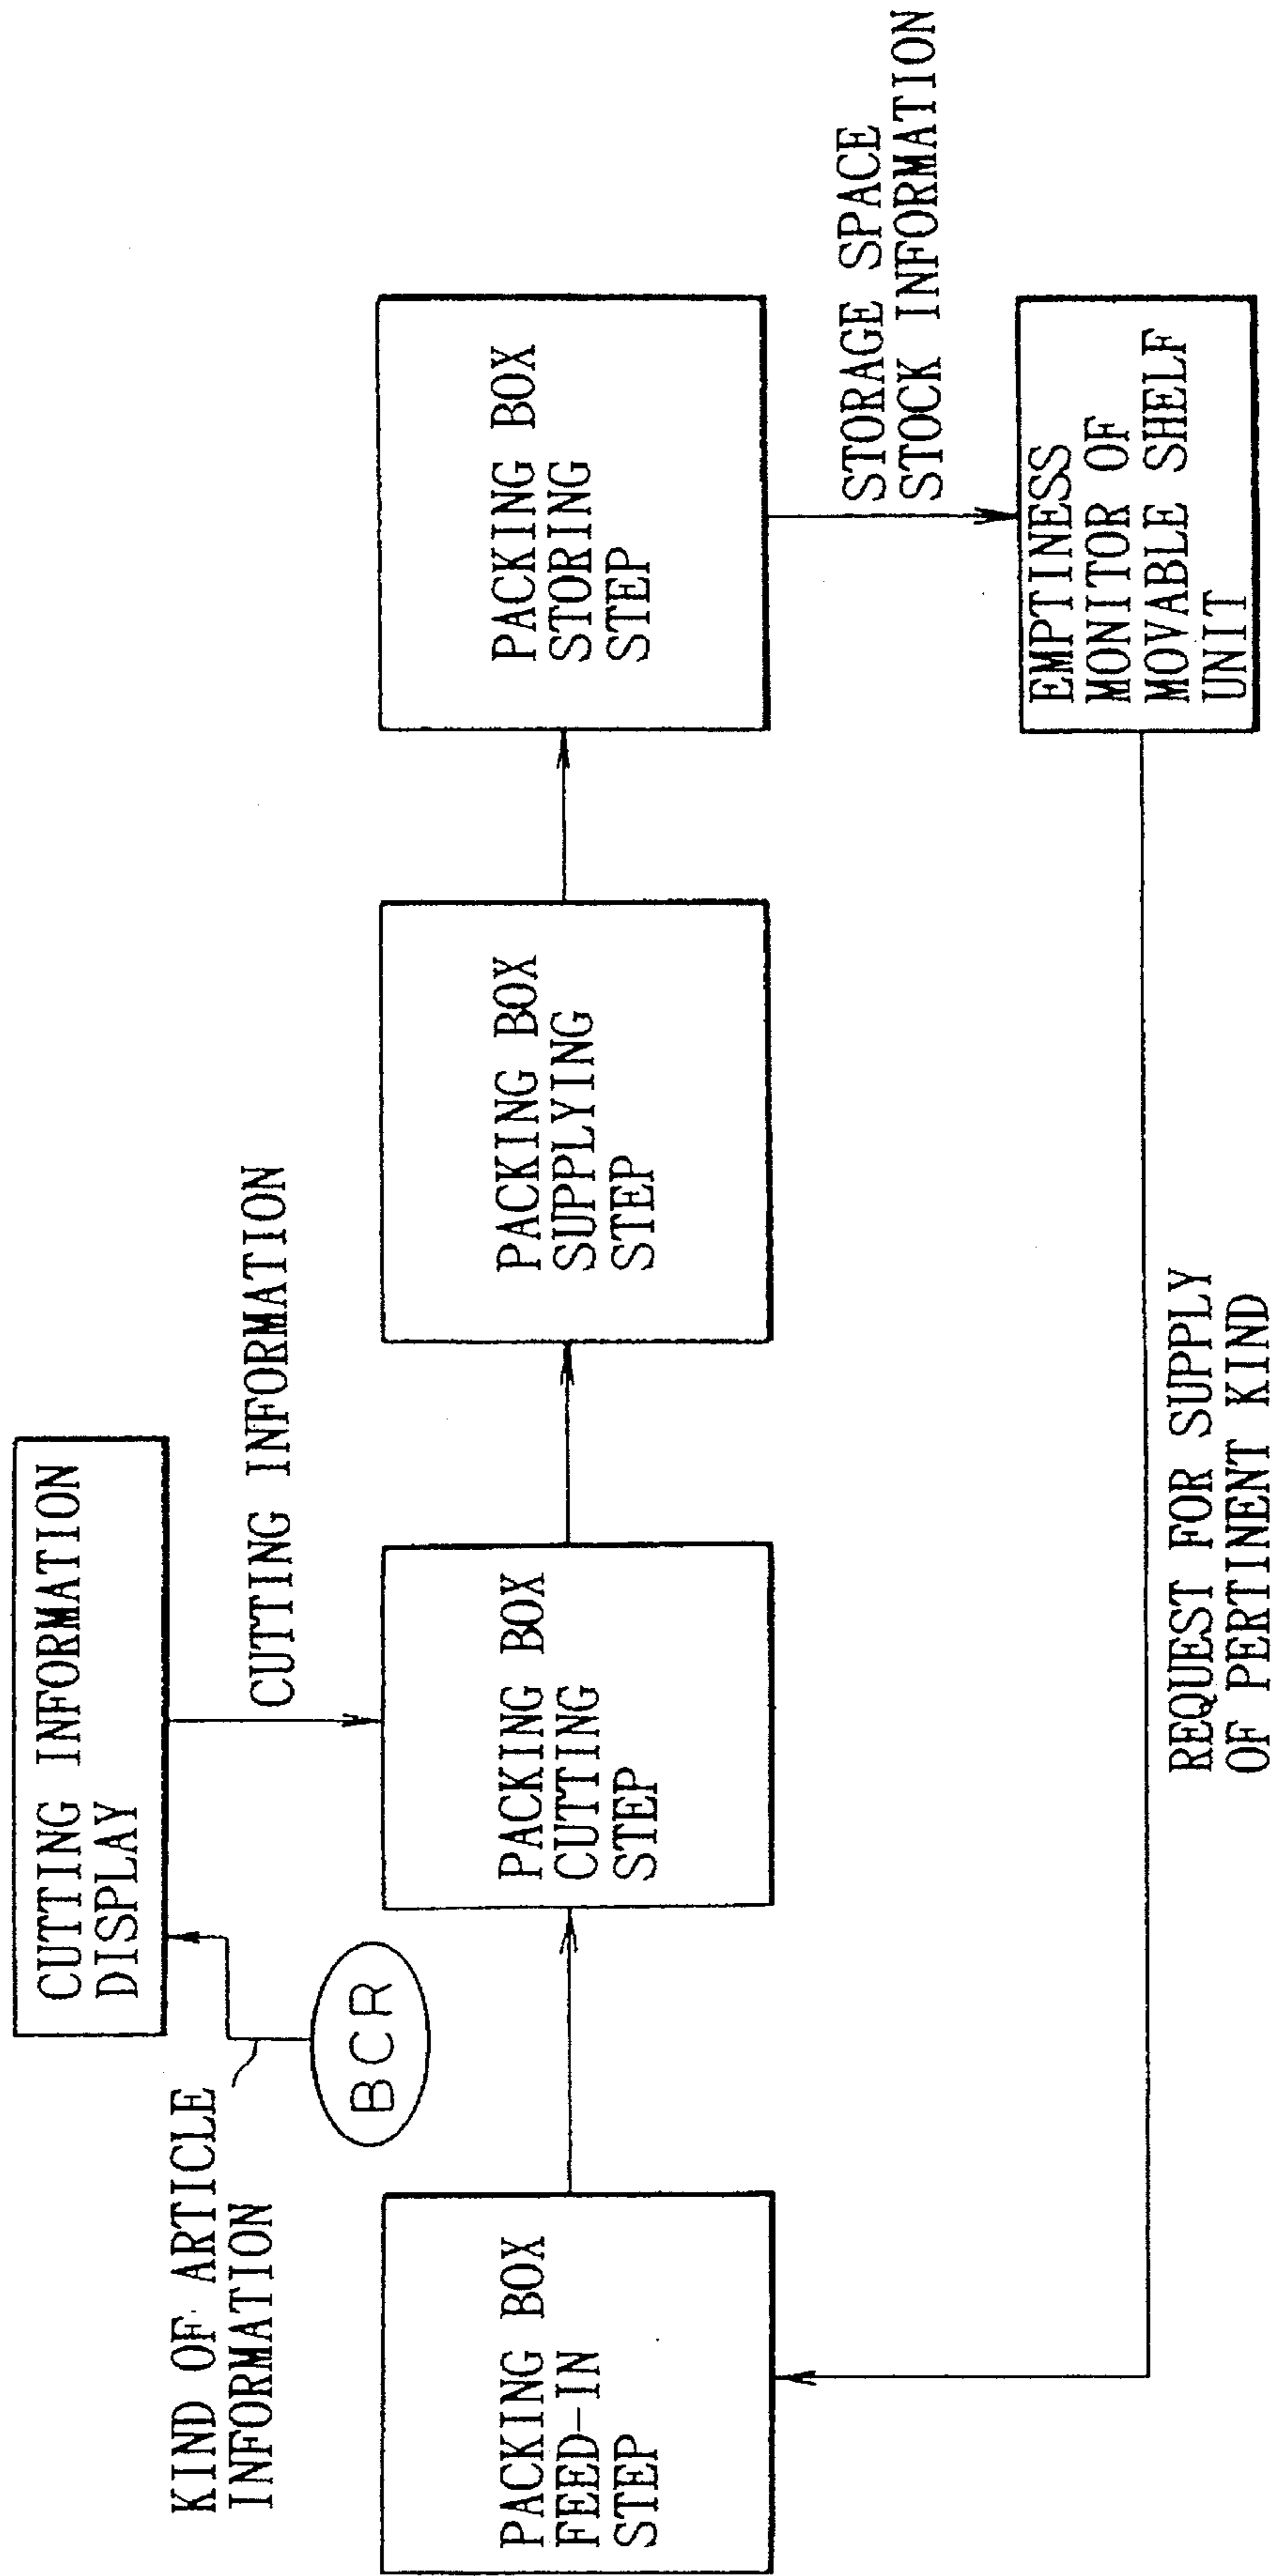 CUTTING INFORMATION
DISPLAY
KIND OF ARTICLE
INFORMATION
BCR
CUTTING INFORMATION
PACKING BOX
FEED-IN
STEP
PACKING BOX
CUTTING
STEP
PACKING BOX
SUPPLYING
STEP
PACKING BOX
STORING
STEP
STORAGE SPACE
STOCK INFORMATION
EMPTINESS
MONITOR OF
MOVABLE SHELF
UNIT
REQUEST FOR SUPPLY
OF PERTINENT KIND